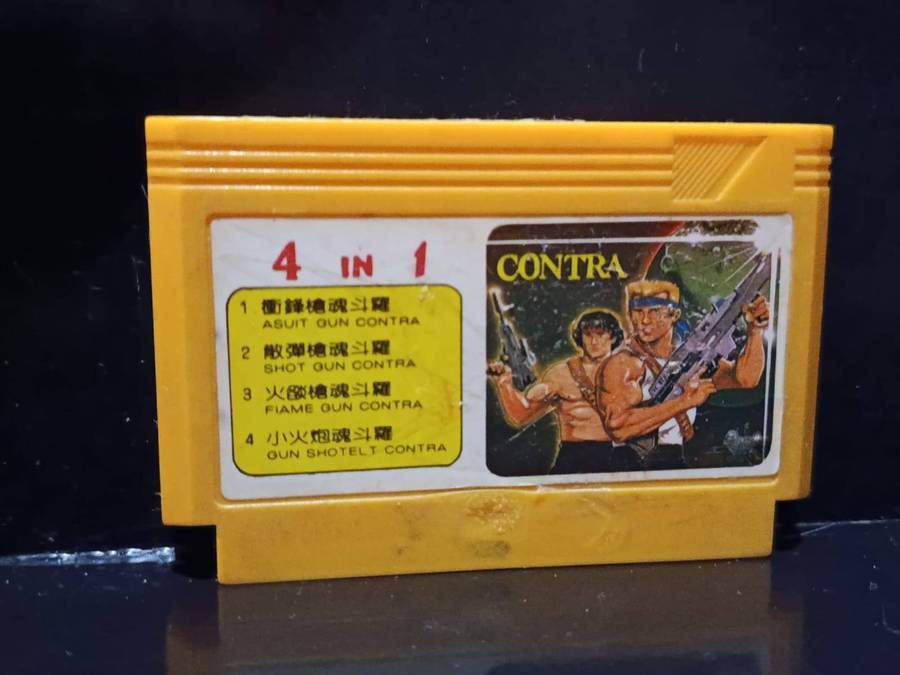 4 IN 1
1 衝鋒槍魂斗羅
ASUIT GUN CONTRA
2 散彈槍魂斗羅
SHOT GUN CONTRA
3 火燄槍魂斗羅
FIAME GUN CONTRA
4 小火炮魂斗羅
GUN SHOTELT CONTRA
CONTRA